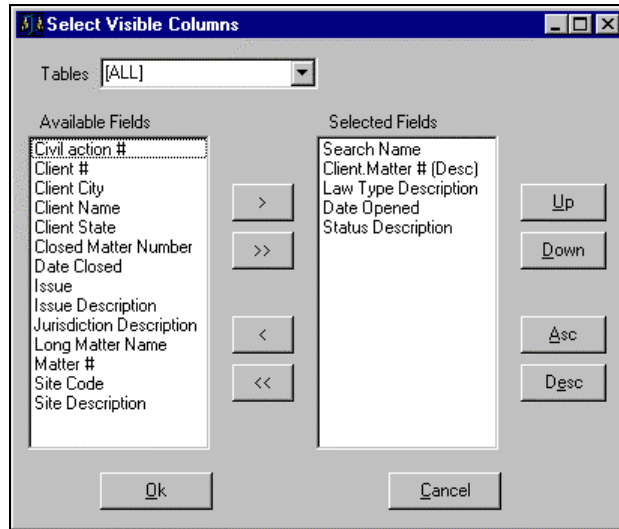 Select Visible Columns
Tables [ALL]
Available Fields
Selected Fields
Civil action #
Client #
Client City
Client Name
Client State
Closed Matter Number
Date Closed
Issue
Issue Description
Jurisdiction Description
Long Matter Name
Matter #
Site Code
Site Description
>
>>
<
<<
Search Name
Client.Matter # (Desc)
Law Type Description
Date Opened
Status Description
Up
Down
Asc
Desc
Ok
Cancel